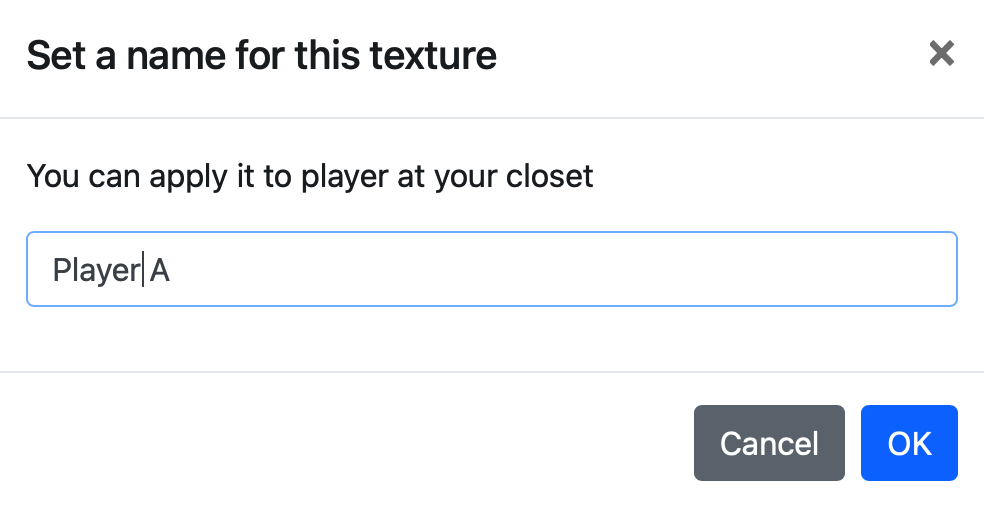 Set a name for this texture
You can apply it to player at your closet
Player A
Cancel
OK